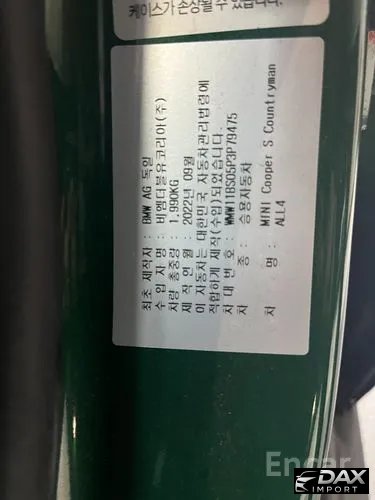 케이스가 손상될 수 있습니다
최초 제작자 : BMW AG 독일
수입 자명 : 비엠더블유코리아(주)
차량 총중량 : 1,990KG
제 작 연 월 : 2022년 09월
이 자동차는 대한민국 자동차관리법령에
적합하게 제작(수입)되었습니다.
차 대 번 호 : WMW11BS05P3P79475
차 종 : 승용자동차
차 명 : MINI Cooper S Countryman
ALL4
Encar
DAX
IMPORT